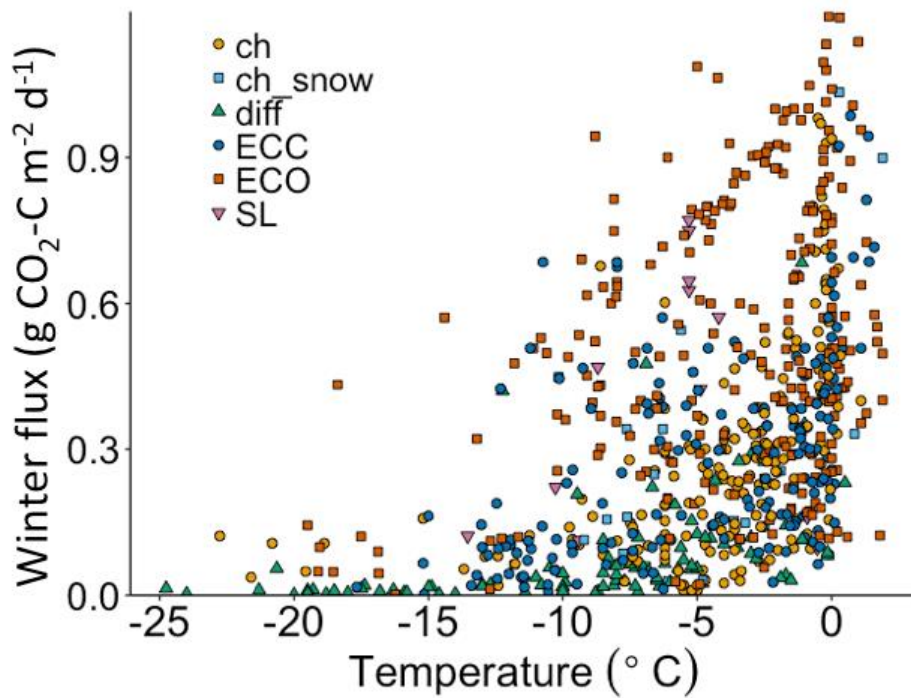 ch
ch_snow
diff
ECC
ECO
SL
Winter flux (g CO₂-C m⁻² d⁻¹)
0.9
0.6
0.3
0.0
-25 -20 -15 -10 -5 0
Temperature (° C)